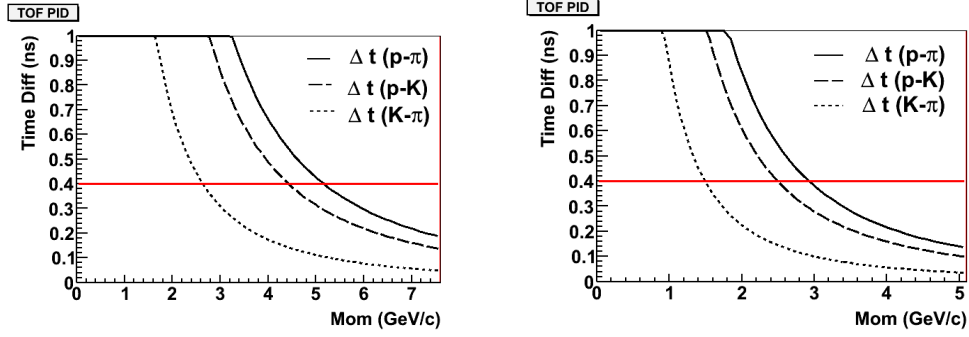 TOF PID
Time Diff (ns)
1
0.9
0.8
0.7
0.6
0.5
0.4
0.3
0.2
0.1
0
Δ t (p-π)
Δ t (p-K)
Δ t (K-π)
0 1 2 3 4 5 6 7
Mom (GeV/c)
TOF PID
Time Diff (ns)
1
0.9
0.8
0.7
0.6
0.5
0.4
0.3
0.2
0.1
0
Δ t (p-π)
Δ t (p-K)
Δ t (K-π)
0 1 2 3 4 5
Mom (GeV/c)